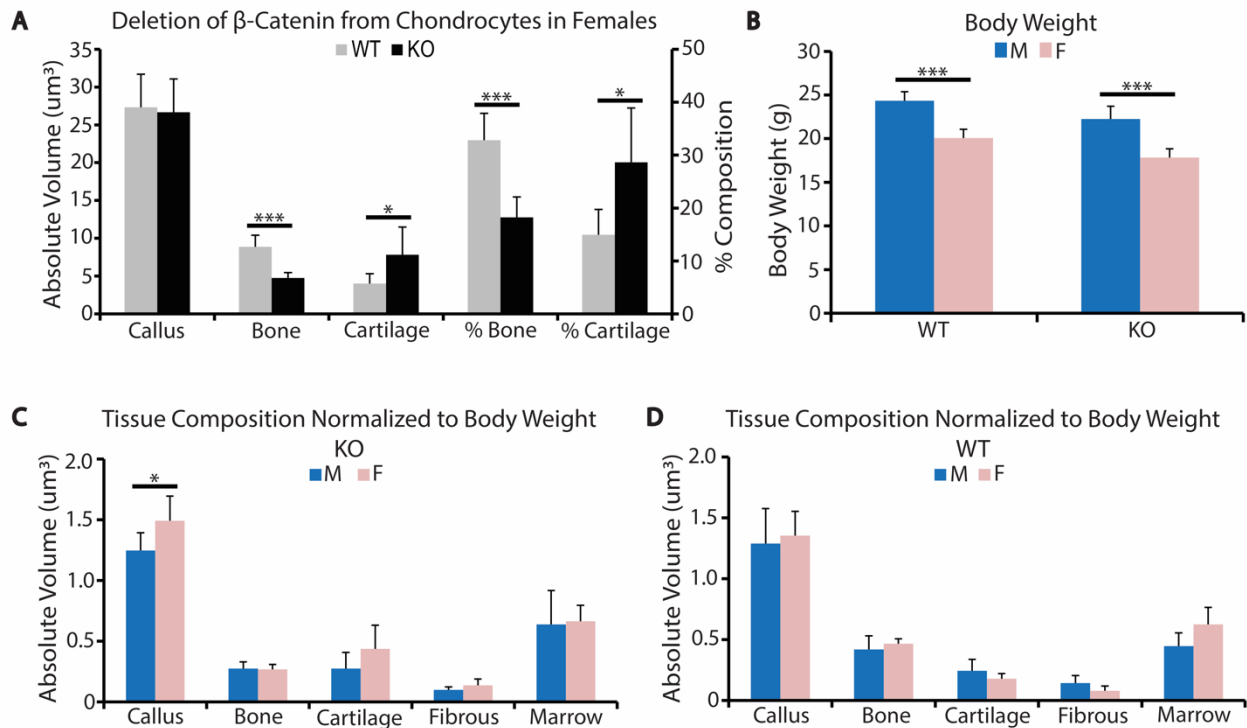 A
Deletion of β-Catenin from Chondrocytes in Females
WT KO
Absolute Volume (um³)
35
30
25
20
15
10
5
0
50
40
30
20
10
0
% Composition
***
*
***
*
Callus Bone Cartilage % Bone % Cartilage
B
Body Weight
M F
Body Weight (g)
30
25
20
15
10
5
0
***
***
WT KO
C
Tissue Composition Normalized to Body Weight
KO
M F
Absolute Volume (um³)
2.0
1.5
1.0
0.5
0
*
Callus Bone Cartilage Fibrous Marrow
D
Tissue Composition Normalized to Body Weight
WT
M F
Absolute Volume (um³)
2.0
1.5
1.0
0.5
0
Callus Bone Cartilage Fibrous Marrow